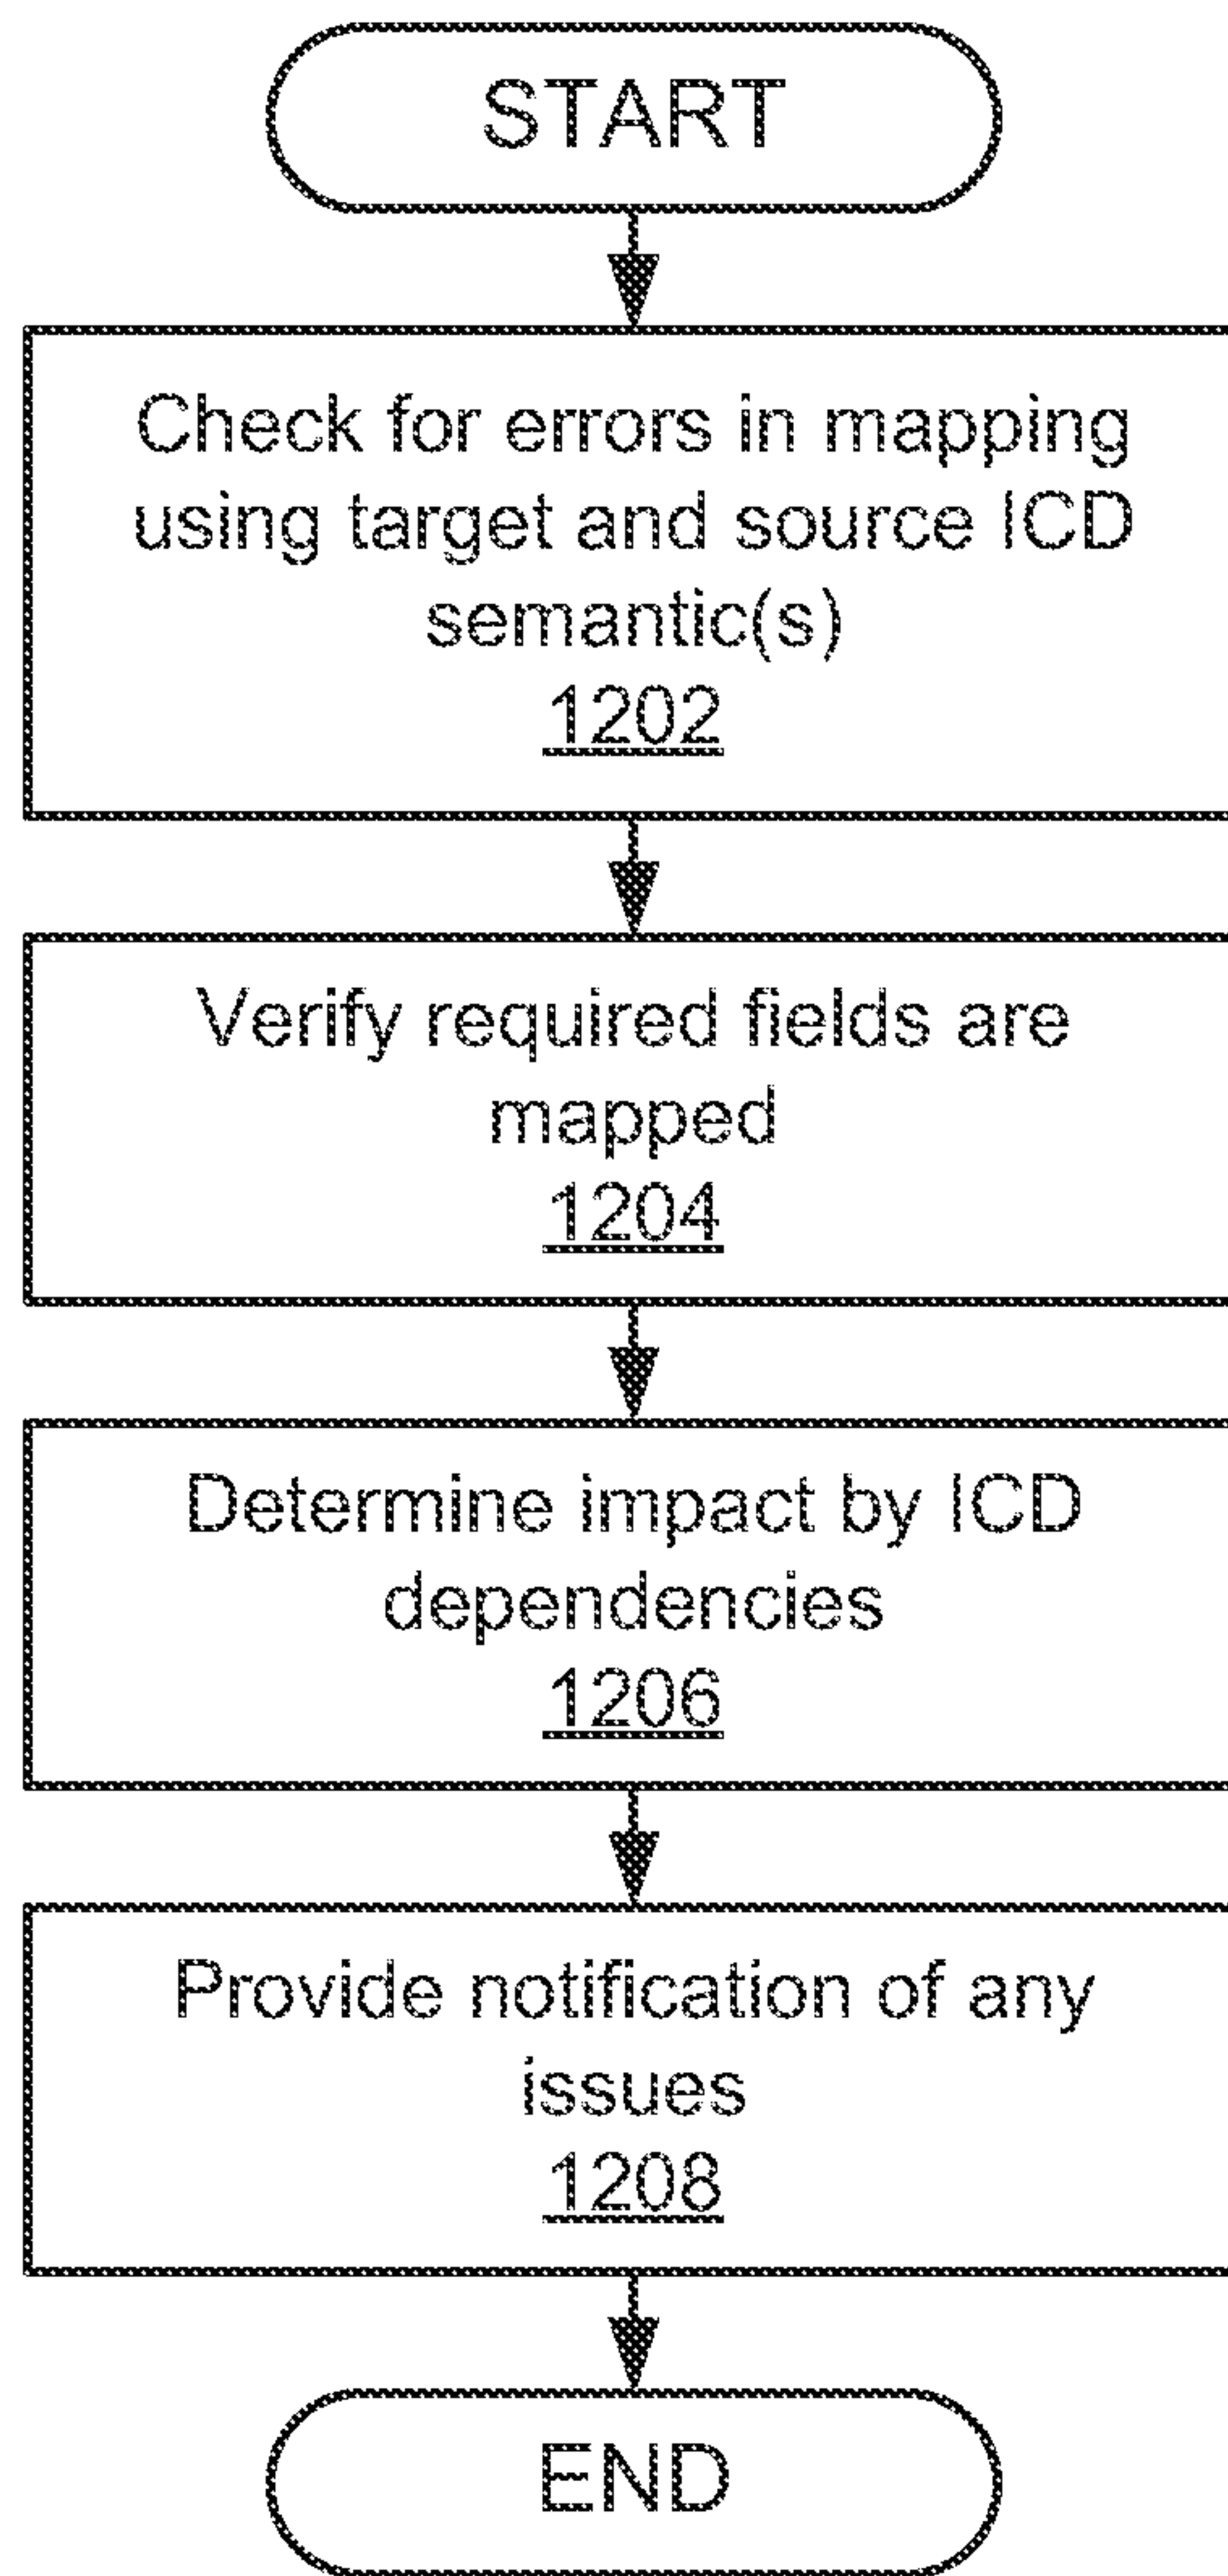 START
Check for errors in mapping
using target and source ICD
semantic(s)
1202
Verify required fields are
mapped
1204
Determine impact by ICD
dependencies
1206
Provide notification of any
issues
1208
END